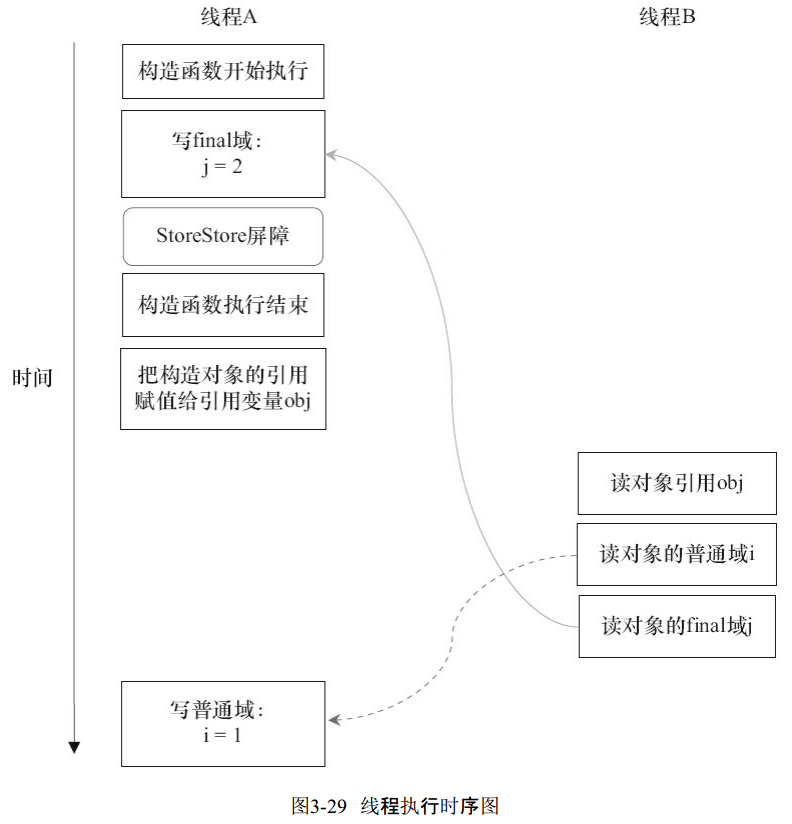 线程A
线程B
构造函数开始执行
写final域：
j = 2
StoreStore屏障
构造函数执行结束
时间
把构造对象的引用
赋值给引用变量obj
读对象引用obj
读对象的普通域i
读对象的final域j
写普通域：
i = 1
图3-29 线程执行时序图